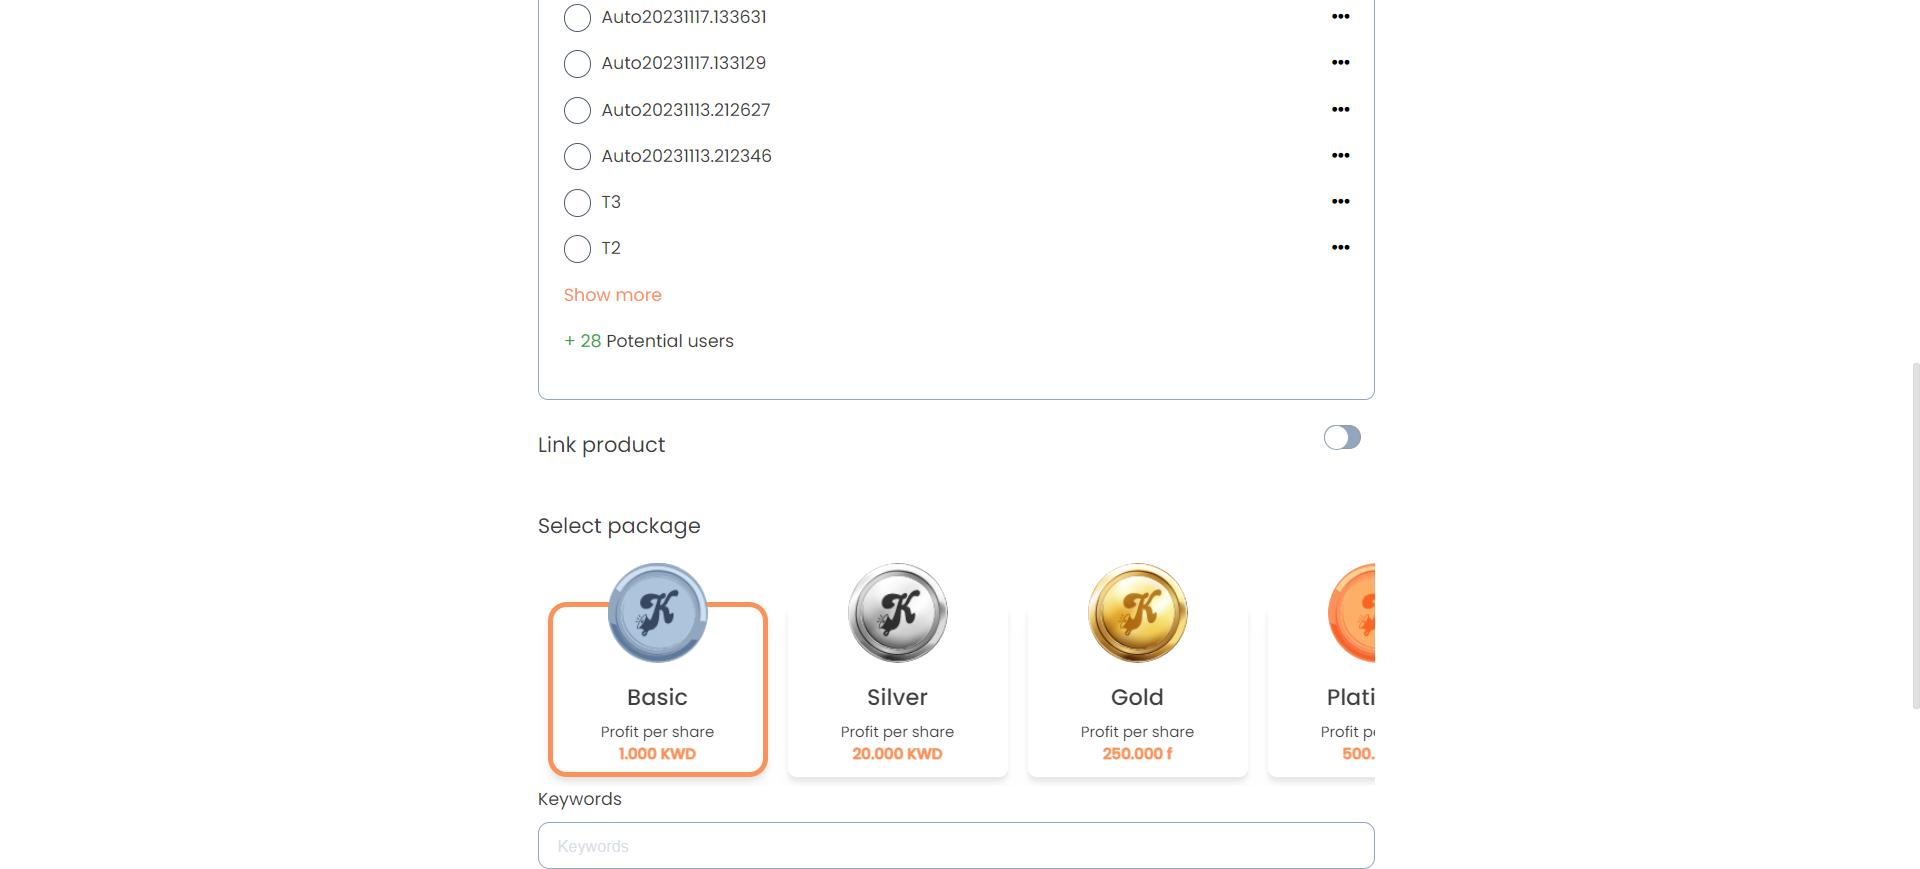 Auto20231117.133631
Auto20231117.133129
Auto20231113.212627
Auto20231113.212346
T3
T2
Show more
+ 28 Potential users
Link product
Select package
K K K
Basic Silver Gold Plati
Profit per share Profit per share Profit per share Profit pe
1.000 KWD 20.000 KWD 250.000 f 500.
Keywords
Keywords